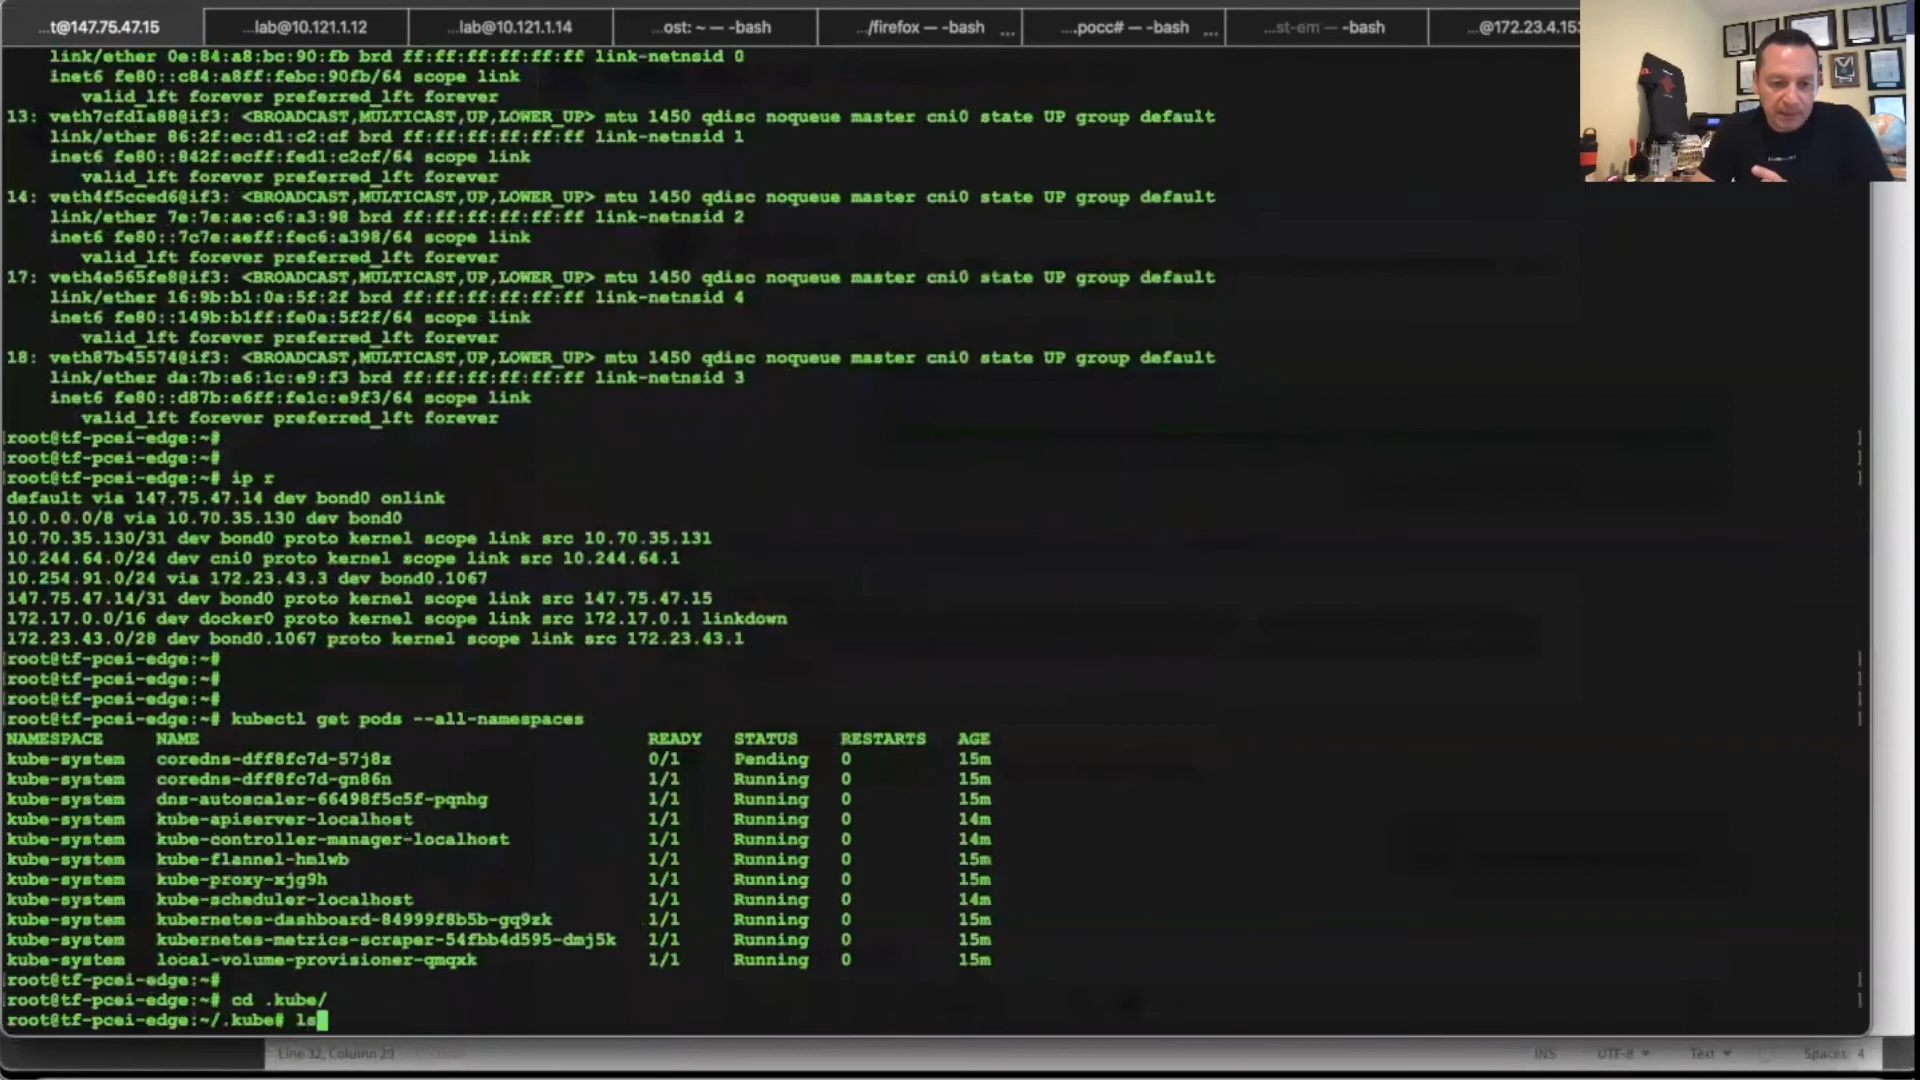 ...t@147.75.47.15
...lab@10.121.1.12
...lab@10.121.1.14
...ost: ~ — -bash
.../firefox — -bash ...
....pocc# — -bash ...
...st-em — -bash
...@172.23.4.153
link/ether 0e:84:a8:bc:90:fb brd ff:ff:ff:ff:ff:ff link-netnsid 0
inet6 fe80::c84:a8ff:febc:90fb/64 scope link
valid_lft forever preferred_lft forever
13: veth7cfd1a88@if3: <BROADCAST,MULTICAST,UP,LOWER_UP> mtu 1450 qdisc noqueue master cni0 state UP group default
link/ether 86:2f:ec:d1:c2:cf brd ff:ff:ff:ff:ff:ff link-netnsid 1
inet6 fe80::842f:ecff:fed1:c2cf/64 scope link
valid_lft forever preferred_lft forever
14: veth4f5cced6@if3: <BROADCAST,MULTICAST,UP,LOWER_UP> mtu 1450 qdisc noqueue master cni0 state UP group default
link/ether 7e:7e:ae:c6:a3:98 brd ff:ff:ff:ff:ff:ff link-netnsid 2
inet6 fe80::7c7e:aeff:fec6:a398/64 scope link
valid_lft forever preferred_lft forever
17: veth4e565fe8@if3: <BROADCAST,MULTICAST,UP,LOWER_UP> mtu 1450 qdisc noqueue master cni0 state UP group default
link/ether 16:9b:b1:0a:5f:2f brd ff:ff:ff:ff:ff:ff link-netnsid 4
inet6 fe80::149b:b1ff:fe0a:5f2f/64 scope link
valid_lft forever preferred_lft forever
18: veth87b45574@if3: <BROADCAST,MULTICAST,UP,LOWER_UP> mtu 1450 qdisc noqueue master cni0 state UP group default
link/ether da:7b:e6:1c:e9:f3 brd ff:ff:ff:ff:ff:ff link-netnsid 3
inet6 fe80::d87b:e6ff:fe1c:e9f3/64 scope link
valid_lft forever preferred_lft forever
root@tf-pcei-edge:~#
root@tf-pcei-edge:~#
root@tf-pcei-edge:~# ip r
default via 147.75.47.14 dev bond0 onlink
10.0.0.0/8 via 10.70.35.130 dev bond0
10.70.35.130/31 dev bond0 proto kernel scope link src 10.70.35.131
10.244.64.0/24 dev cni0 proto kernel scope link src 10.244.64.1
10.254.91.0/24 via 172.23.43.3 dev bond0.1067
147.75.47.14/31 dev bond0 proto kernel scope link src 147.75.47.15
172.17.0.0/16 dev docker0 proto kernel scope link src 172.17.0.1 linkdown
172.23.43.0/28 dev bond0.1067 proto kernel scope link src 172.23.43.1
root@tf-pcei-edge:~#
root@tf-pcei-edge:~#
root@tf-pcei-edge:~#
root@tf-pcei-edge:~# kubectl get pods --all-namespaces
NAMESPACE NAME READY STATUS RESTARTS AGE
kube-system coredns-dff8fc7d-57j8z 0/1 Pending 0 15m
kube-system coredns-dff8fc7d-gn86n 1/1 Running 0 15m
kube-system dns-autoscaler-66498f5c5f-pqnhg 1/1 Running 0 15m
kube-system kube-apiserver-localhost 1/1 Running 0 14m
kube-system kube-controller-manager-localhost 1/1 Running 0 14m
kube-system kube-flannel-hmlwb 1/1 Running 0 15m
kube-system kube-proxy-xjg9h 1/1 Running 0 15m
kube-system kube-scheduler-localhost 1/1 Running 0 14m
kube-system kubernetes-dashboard-84999f8b5b-gq9zk 1/1 Running 0 15m
kube-system kubernetes-metrics-scraper-54fbb4d595-dmj5k 1/1 Running 0 15m
kube-system local-volume-provisioner-qmqxk 1/1 Running 0 15m
root@tf-pcei-edge:~#
root@tf-pcei-edge:~# cd .kube/
root@tf-pcei-edge:~/.kube# ls
Line 32, Column 29
INS
UTF-8
Text
Spaces: 4